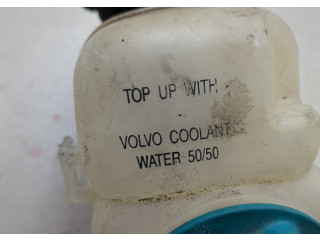 TOP UP WITH
VOLVO COOLANT
WATER 50/50